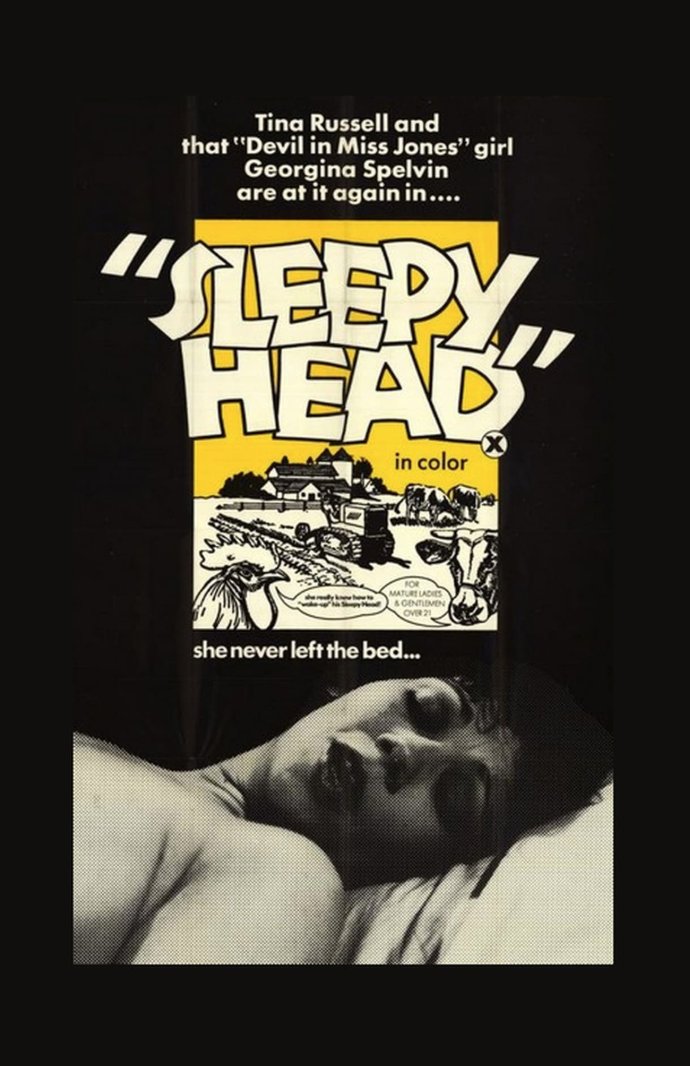 Tina Russell and
that "Devil in Miss Jones" girl
Georgina Spelvin
are at it again in....
"SLEEPY
HEAD"
X
in color
she really knew how to
"wake-up" his Sleepy Head!
FOR
MATURE LADIES
& GENTLEMEN
OVER 21
she never left the bed...